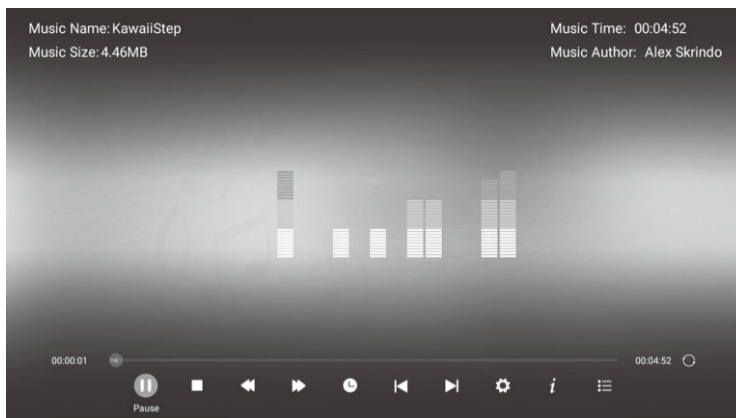 Music Name: KawaiiStep
Music Size: 4.46MB
Music Time: 00:04:52
Music Author: Alex Skrindo
00:00:01
00:04:52
Pause